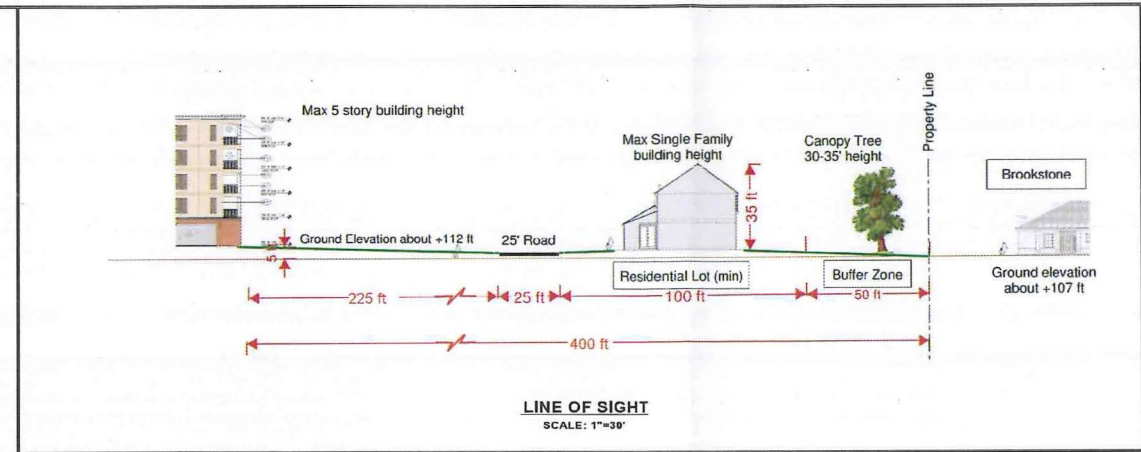 Max 5 story building height
Max Single Family
building height
Canopy Tree
30-35' height
Property Line
Brookstone
35 ft
Ground Elevation about +112 ft
25' Road
5 ft
Residential Lot (min)
Buffer Zone
Ground elevation
about +107 ft
225 ft
25 ft
100 ft
50 ft
400 ft
LINE OF SIGHT
SCALE: 1"=30'